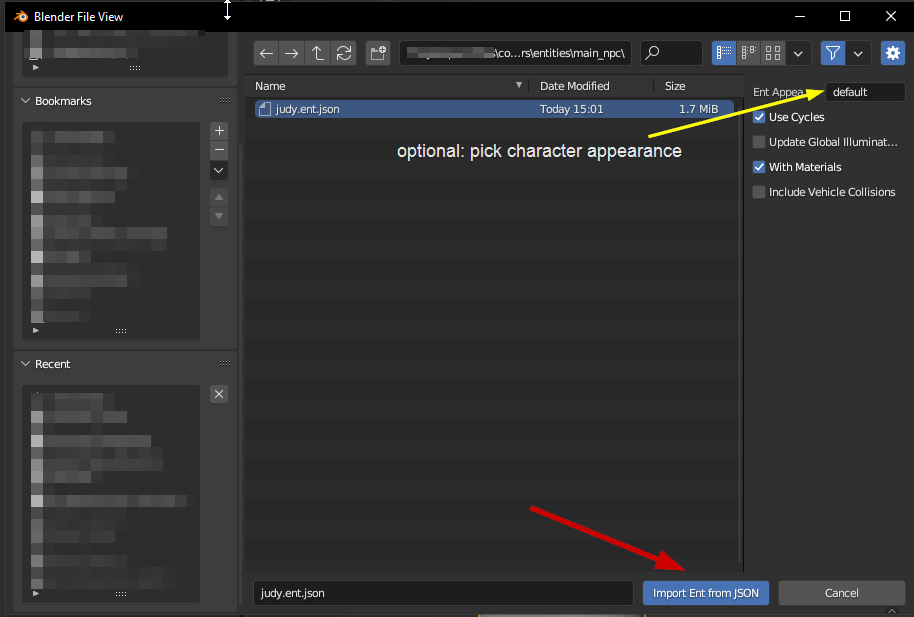 Blender File View
\co...rs\entities\main_npc\
Bookmarks
Recent
Name
Date Modified
Size
judy.ent.json
Today 15:01
1.7 MiB
optional: pick character appearance
Ent Appea
default
Use Cycles
Update Global Illuminat...
With Materials
Include Vehicle Collisions
judy.ent.json
Import Ent from JSON
Cancel